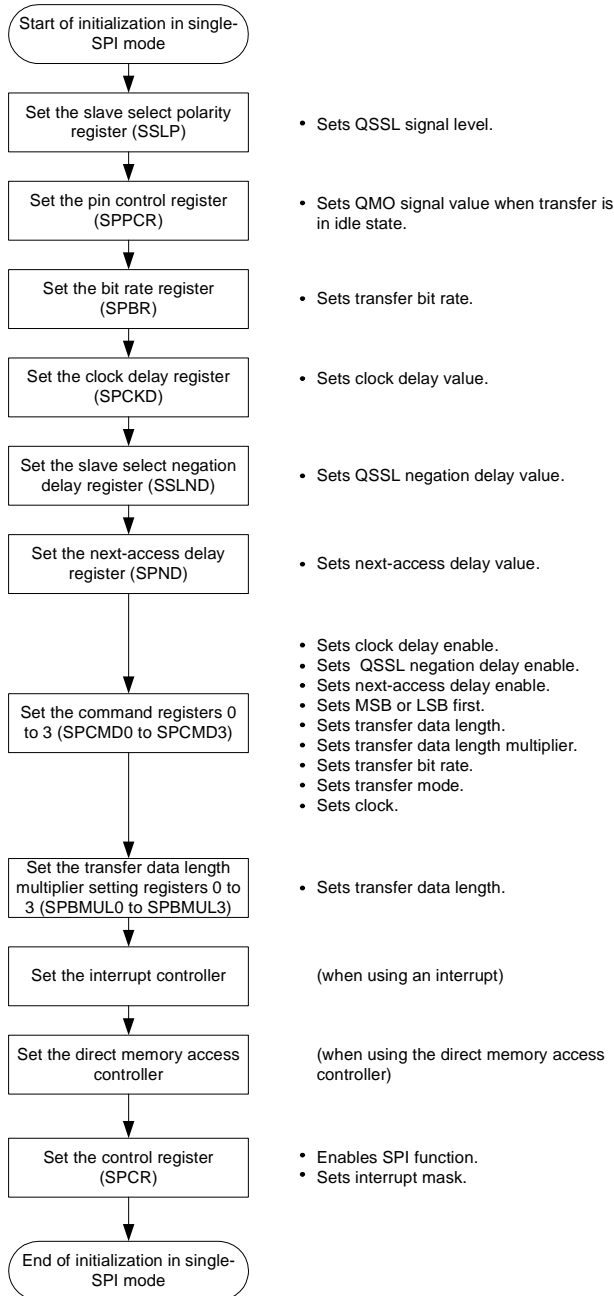 Start of initialization in single-
SPI mode
Set the slave select polarity
register (SSLP)
• Sets QSSL signal level.
Set the pin control register
(SPPCR)
• Sets QMO signal value when transfer is
in idle state.
Set the bit rate register
(SPBR)
• Sets transfer bit rate.
Set the clock delay register
(SPCKD)
• Sets clock delay value.
Set the slave select negation
delay register (SSLND)
• Sets QSSL negation delay value.
Set the next-access delay
register (SPND)
• Sets next-access delay value.
Set the command registers 0
to 3 (SPCMD0 to SPCMD3)
• Sets clock delay enable.
• Sets QSSL negation delay enable.
• Sets next-access delay enable.
• Sets MSB or LSB first.
• Sets transfer data length.
• Sets transfer data length multiplier.
• Sets transfer bit rate.
• Sets transfer mode.
• Sets clock.
Set the transfer data length
multiplier setting registers 0 to
3 (SPBMUL0 to SPBMUL3)
• Sets transfer data length.
Set the interrupt controller
(when using an interrupt)
Set the direct memory access
controller
(when using the direct memory access
controller)
Set the control register
(SPCR)
• Enables SPI function.
• Sets interrupt mask.
End of initialization in single-
SPI mode